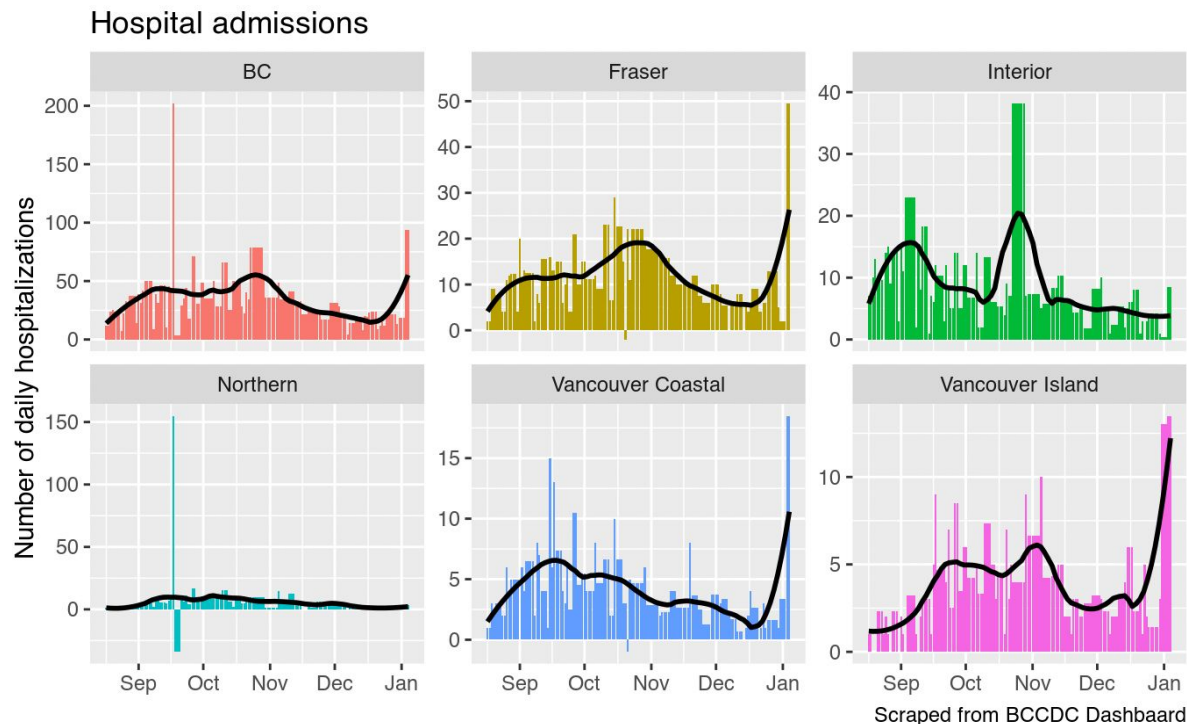 Hospital admissions
Number of daily hospitalizations
BC
200
150
100
50
0
Fraser
50
40
30
20
10
0
Interior
40
30
20
10
0
Northern
150
100
50
0
Vancouver Coastal
15
10
5
0
Vancouver Island
10
5
0
Sep Oct Nov Dec Jan
Sep Oct Nov Dec Jan
Sep Oct Nov Dec Jan
Scraped from BCCDC Dashbaard